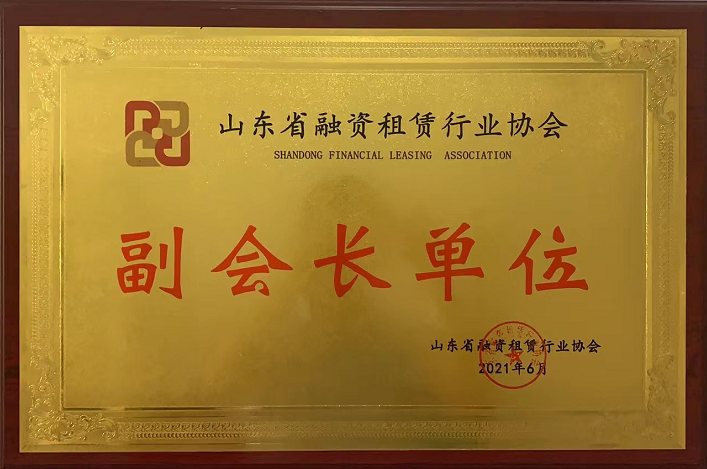 山东省融资租赁行业协会
SHANDONG FINANCIAL LEASING ASSOCIATION
副会长单位
山东省融资租赁行业协会
2021年6月